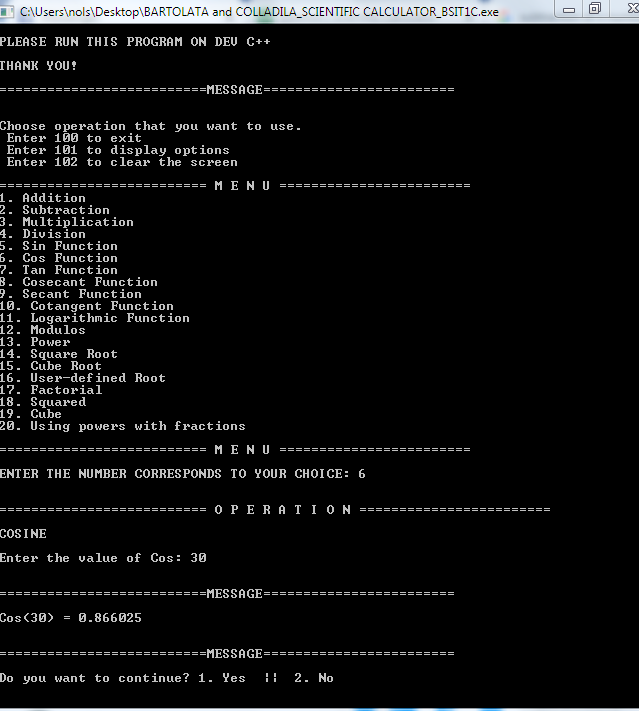 C:\Users\nols\Desktop\BARTOLATA and COLLADILA_SCIENTIFIC CALCULATOR_BSIT1C.exe
PLEASE RUN THIS PROGRAM ON DEV C++
THANK YOU!
==========================MESSAGE========================
Choose operation that you want to use.
Enter 100 to exit
Enter 101 to display options
Enter 102 to clear the screen
========================== M E N U ========================
1. Addition
2. Subtraction
3. Multiplication
4. Division
5. Sin Function
6. Cos Function
7. Tan Function
8. Cosecant Function
9. Secant Function
10. Cotangent Function
11. Logarithmic Function
12. Modulos
13. Power
14. Square Root
15. Cube Root
16. User-defined Root
17. Factorial
18. Squared
19. Cube
20. Using powers with fractions
========================== M E N U ========================
ENTER THE NUMBER CORRESPONDS TO YOUR CHOICE: 6
========================== O P E R A T I O N ========================
COSINE
Enter the value of Cos: 30
==========================MESSAGE========================
Cos(30) = 0.866025
==========================MESSAGE========================
Do you want to continue? 1. Yes  ||  2. No